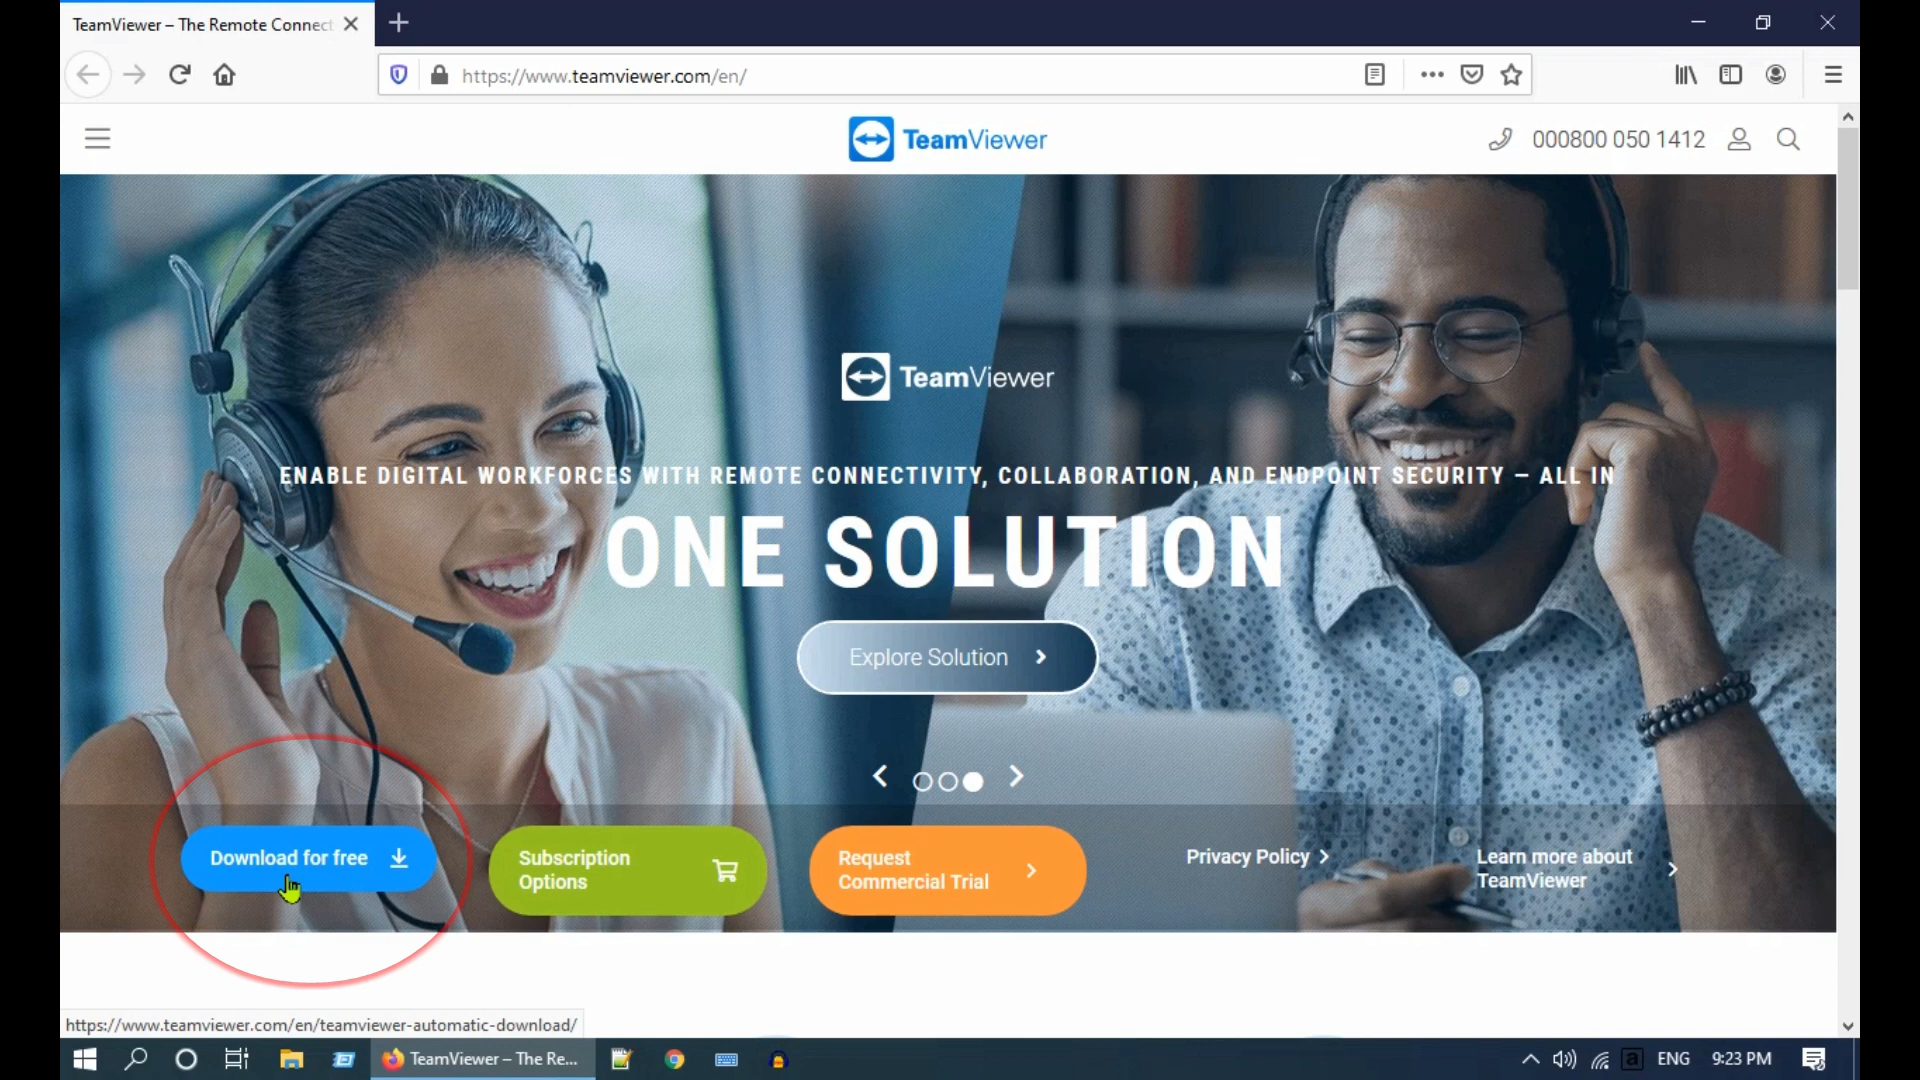 TeamViewer – The Remote Connect
https://www.teamviewer.com/en/
TeamViewer
000800 050 1412
TeamViewer
ENABLE DIGITAL WORKFORCES WITH REMOTE CONNECTIVITY, COLLABORATION, AND ENDPOINT SECURITY – ALL IN
ONE SOLUTION
Explore Solution
Download for free
Subscription
Options
Request
Commercial Trial
Privacy Policy
Learn more about
TeamViewer
https://www.teamviewer.com/en/teamviewer-automatic-download/
TeamViewer – The Re...
a
ENG
9:23 PM